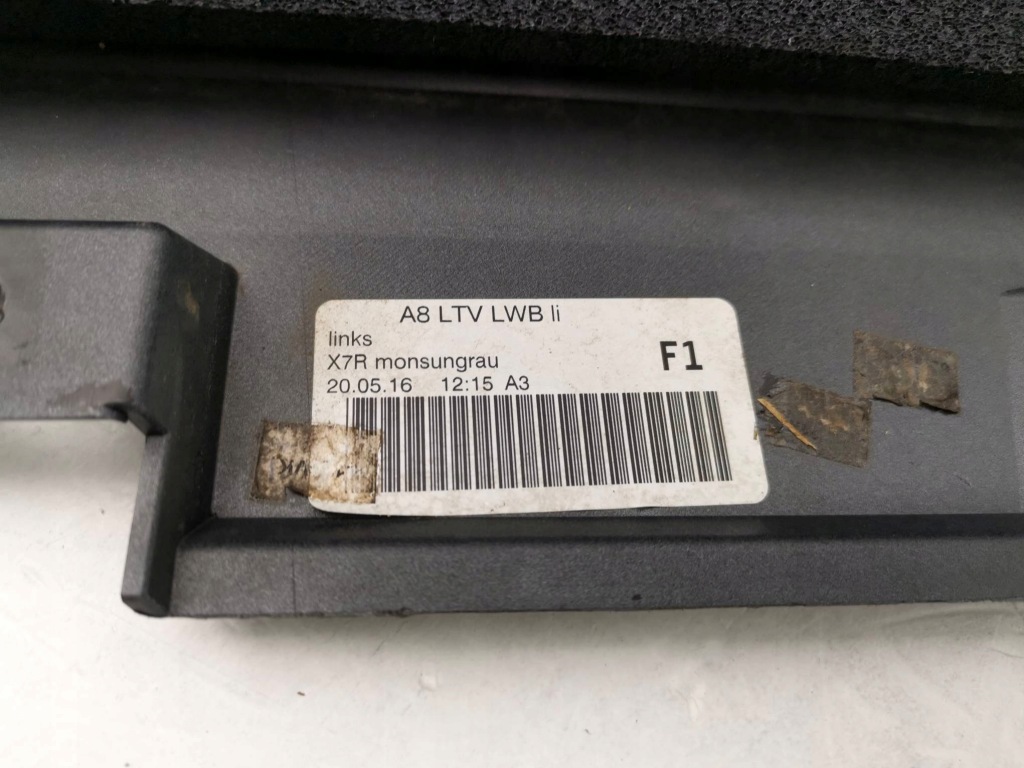 A8 LTV LWB li
links
X7R monsungrau
F1
20.05.16 12:15 A3